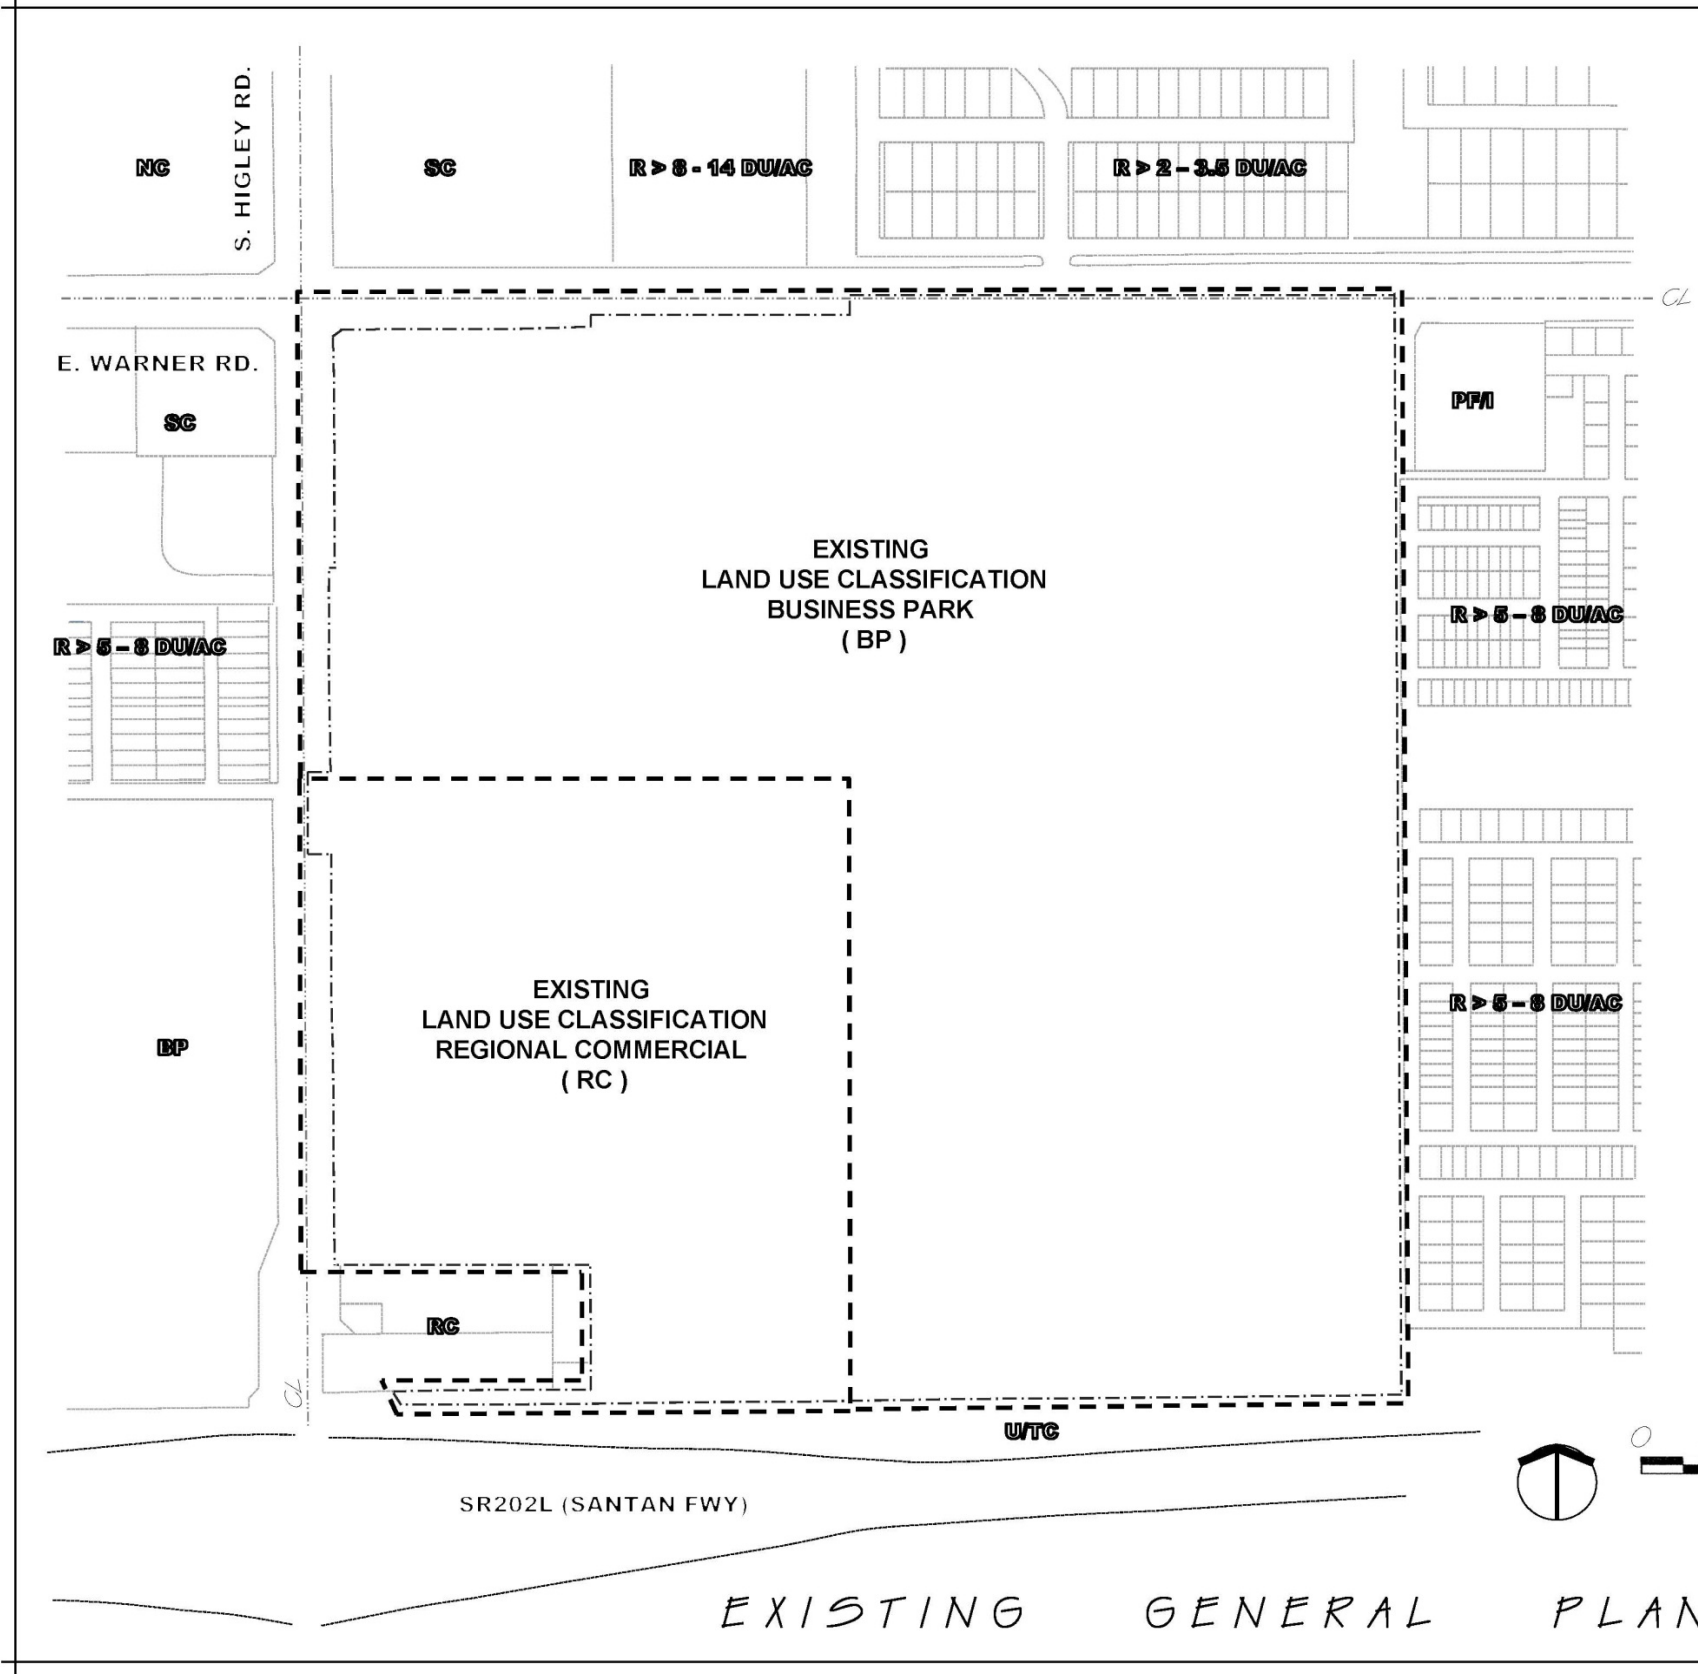 S. HIGLEY RD.
NC
SC
R > 8 - 14 DU/AC
R > 2 – 3.5 DU/AC
CL
E. WARNER RD.
SC
PF/I
EXISTING
LAND USE CLASSIFICATION
BUSINESS PARK
( BP )
R > 5 – 8 DU/AC
R > 5 – 8 DU/AC
EXISTING
LAND USE CLASSIFICATION
REGIONAL COMMERCIAL
( RC )
R > 5 – 8 DU/AC
BP
RC
CL
U/TC
0
SR202L (SANTAN FWY)
EXISTING GENERAL PLAN